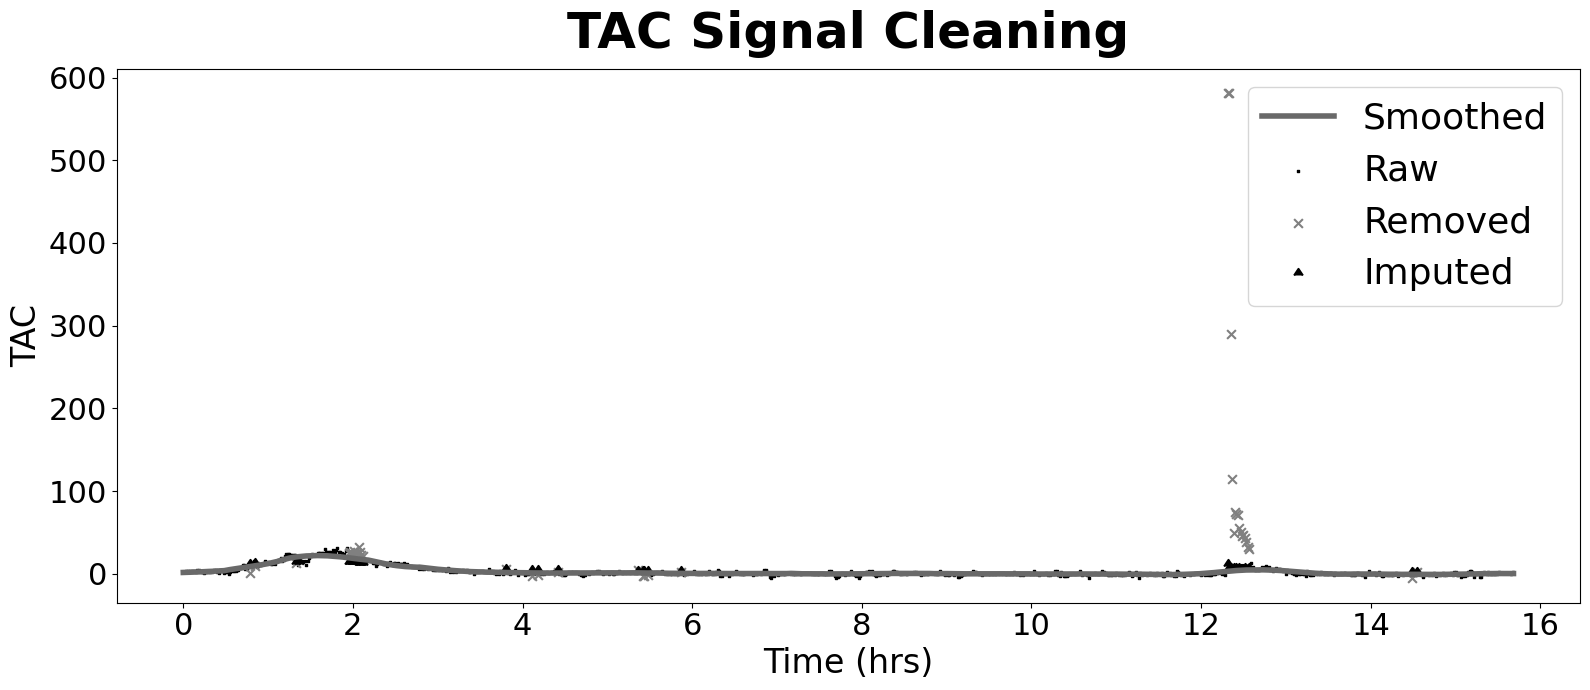 TAC Signal Cleaning
600
500
400
300
200
100
0
TAC
Smoothed
Raw
Removed
Imputed
0 2 4 6 8 10 12 14 16
Time (hrs)